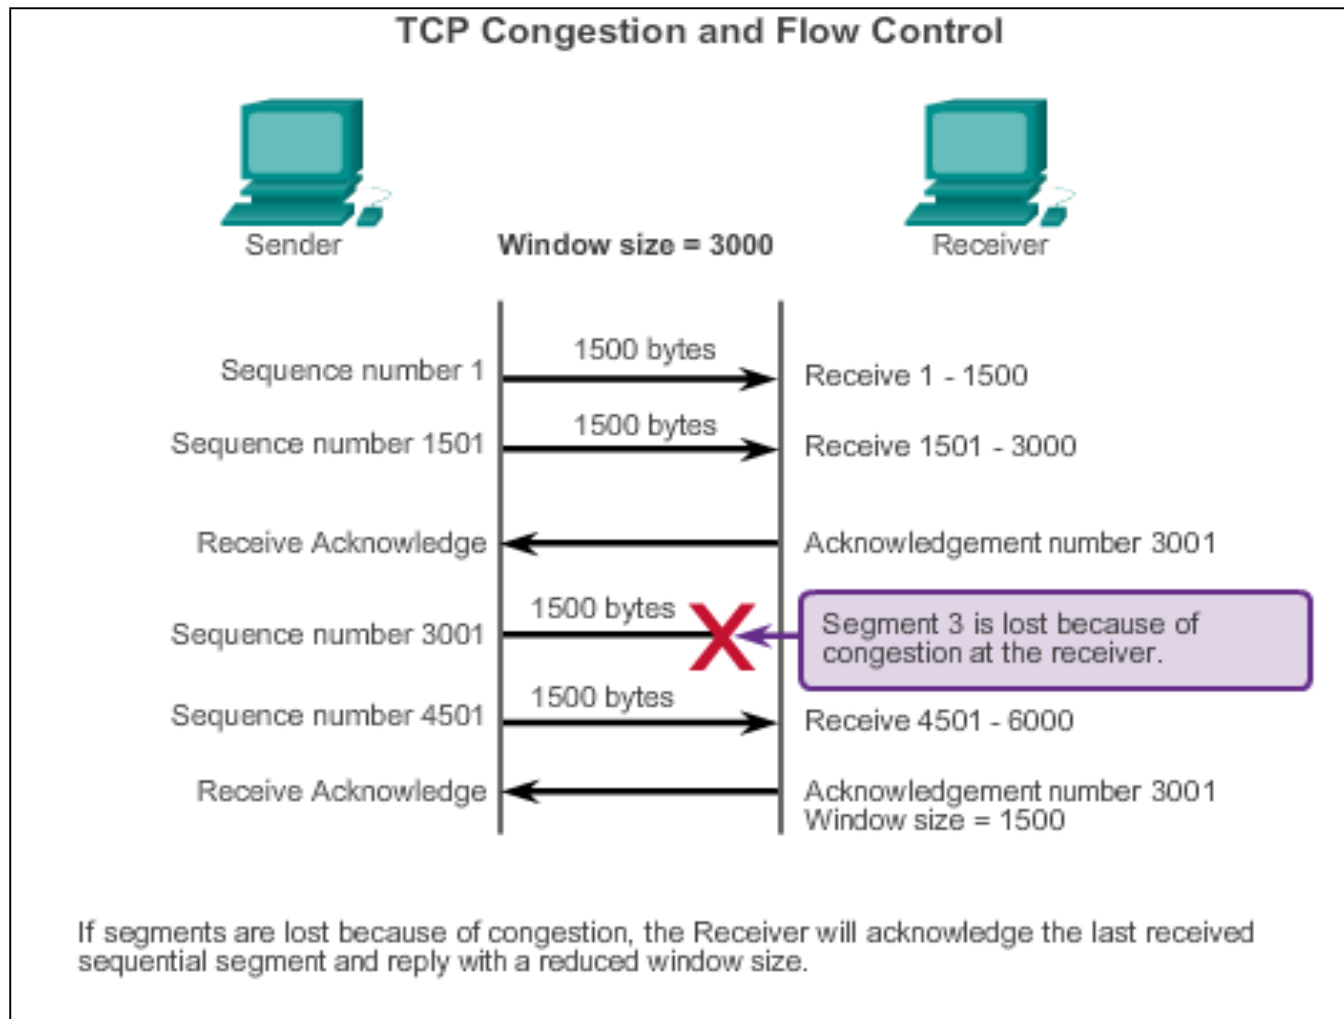 TCP Congestion and Flow Control
Sender
Window size = 3000
Receiver
1500 bytes
Sequence number 1
Receive 1 - 1500
1500 bytes
Sequence number 1501
Receive 1501 - 3000
Receive Acknowledge
Acknowledgement number 3001
1500 bytes
Sequence number 3001
Segment 3 is lost because of
congestion at the receiver.
1500 bytes
Sequence number 4501
Receive 4501 - 6000
Receive Acknowledge
Acknowledgement number 3001
Window size = 1500
If segments are lost because of congestion, the Receiver will acknowledge the last received
sequential segment and reply with a reduced window size.